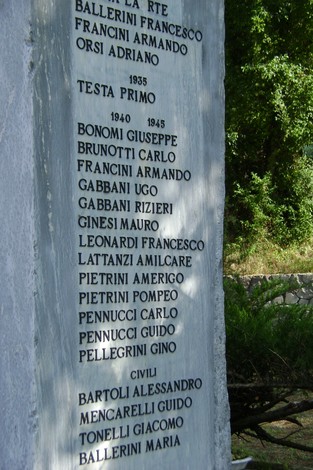 LA RTE
BALLERINI FRANCESCO
FRANCINI ARMANDO
ORSI ADRIANO
1935
TESTA PRIMO
1940 1945
BONOMI GIUSEPPE
BRUNOTTI CARLO
FRANCINI ARMANDO
GABBANI UGO
GABBANI RIZIERI
GINESI MAURO
LEONARDI FRANCESCO
LATTANZI AMILCARE
PIETRINI AMERIGO
PIETRINI POMPEO
PENNUCCI CARLO
PENNUCCI GUIDO
PELLEGRINI GINO
CIVILI
BARTOLI ALESSANDRO
MENCARELLI GUIDO
TONELLI GIACOMO
BALLERINI MARIA